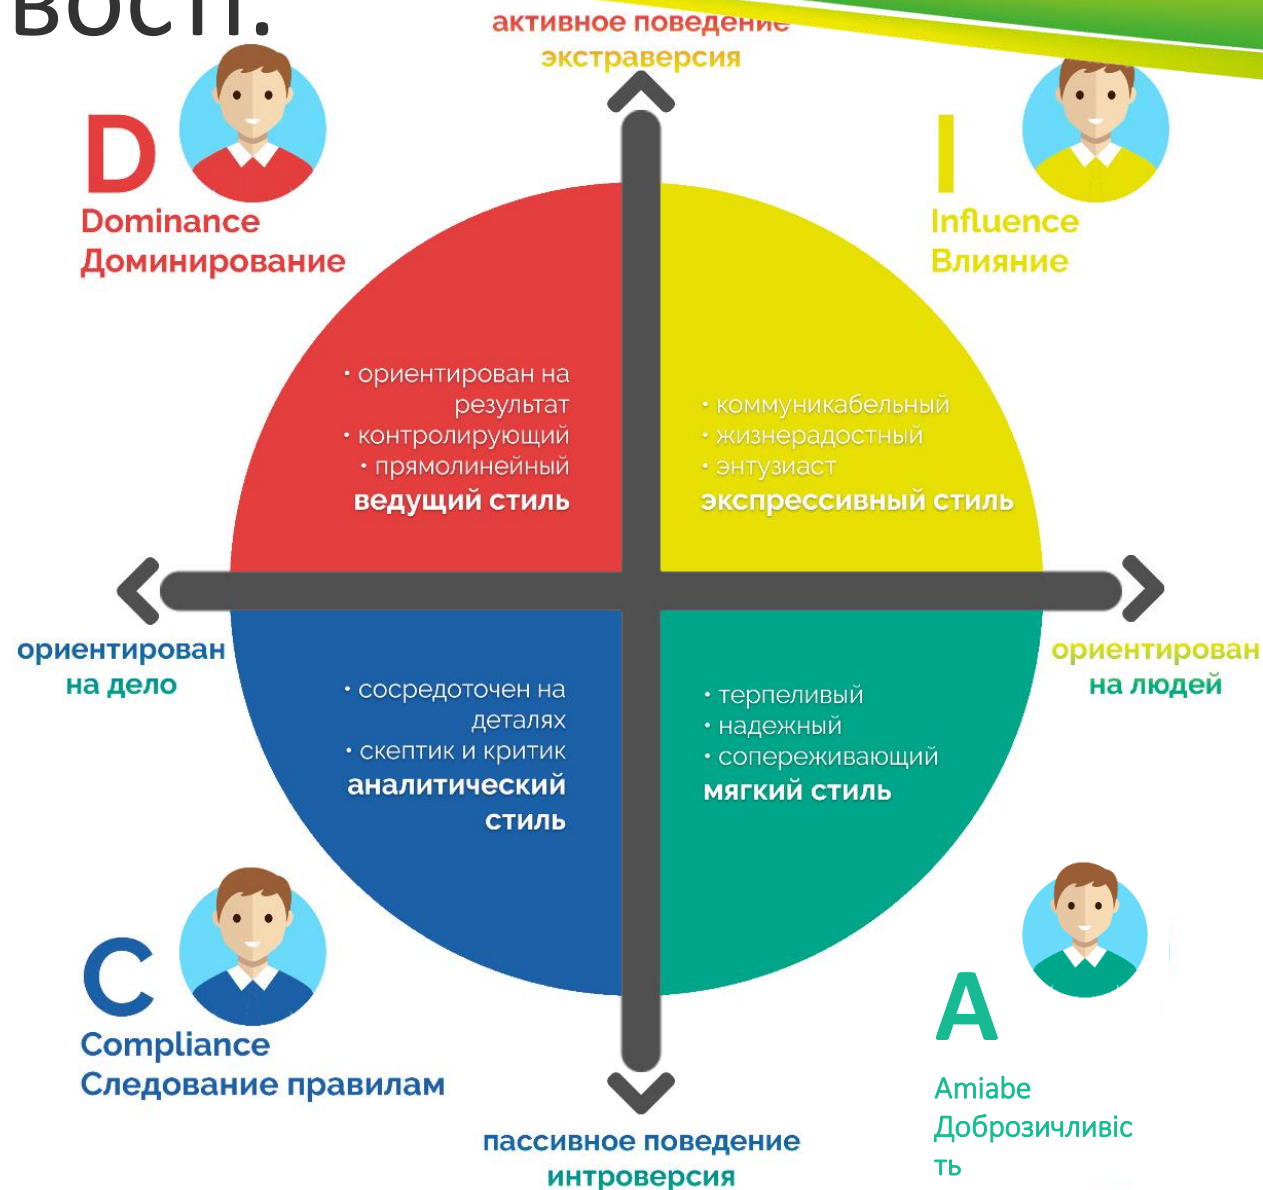 вості.
активное поведение
экстраверсия
D
Dominance
Доминирование
I
Influence
Влияние
• ориентирован на
результат
• контролирующий
• прямолинейный
ведущий стиль
• коммуникабельный
• жизнерадостный
• энтузиаст
экспрессивный стиль
ориентирован
на дело
ориентирован
на людей
• сосредоточен на
деталях
• скептик и критик
аналитический
стиль
• терпеливый
• надежный
• сопереживающий
мягкий стиль
C
Compliance
Следование правилам
A
Amiabe
Доброзичливіс
ть
пассивное поведение
интроверсия